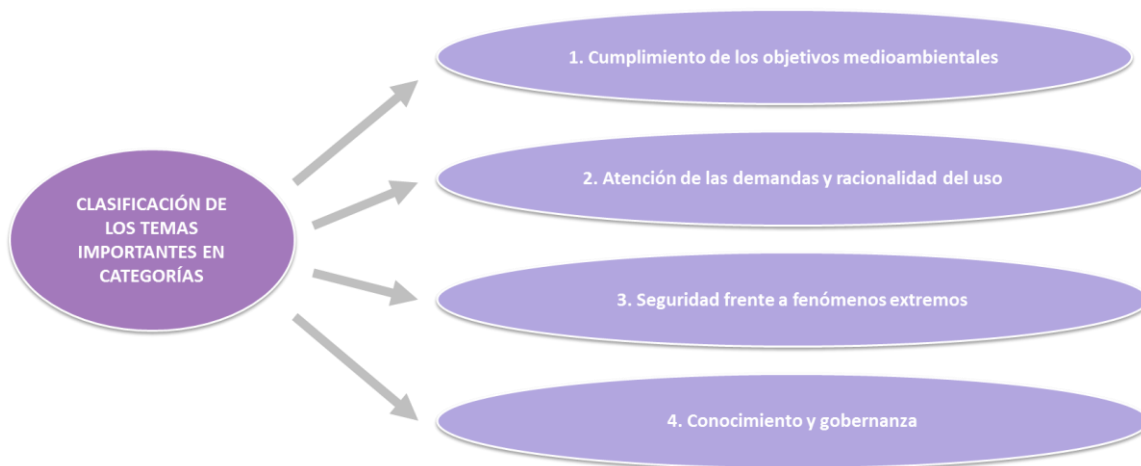 CLASIFICACIÓN DE
LOS TEMAS
IMPORTANTES EN
CATEGORÍAS
1. Cumplimiento de los objetivos medioambientales
2. Atención de las demandas y racionalidad del uso
3. Seguridad frente a fenómenos extremos
4. Conocimiento y gobernanza